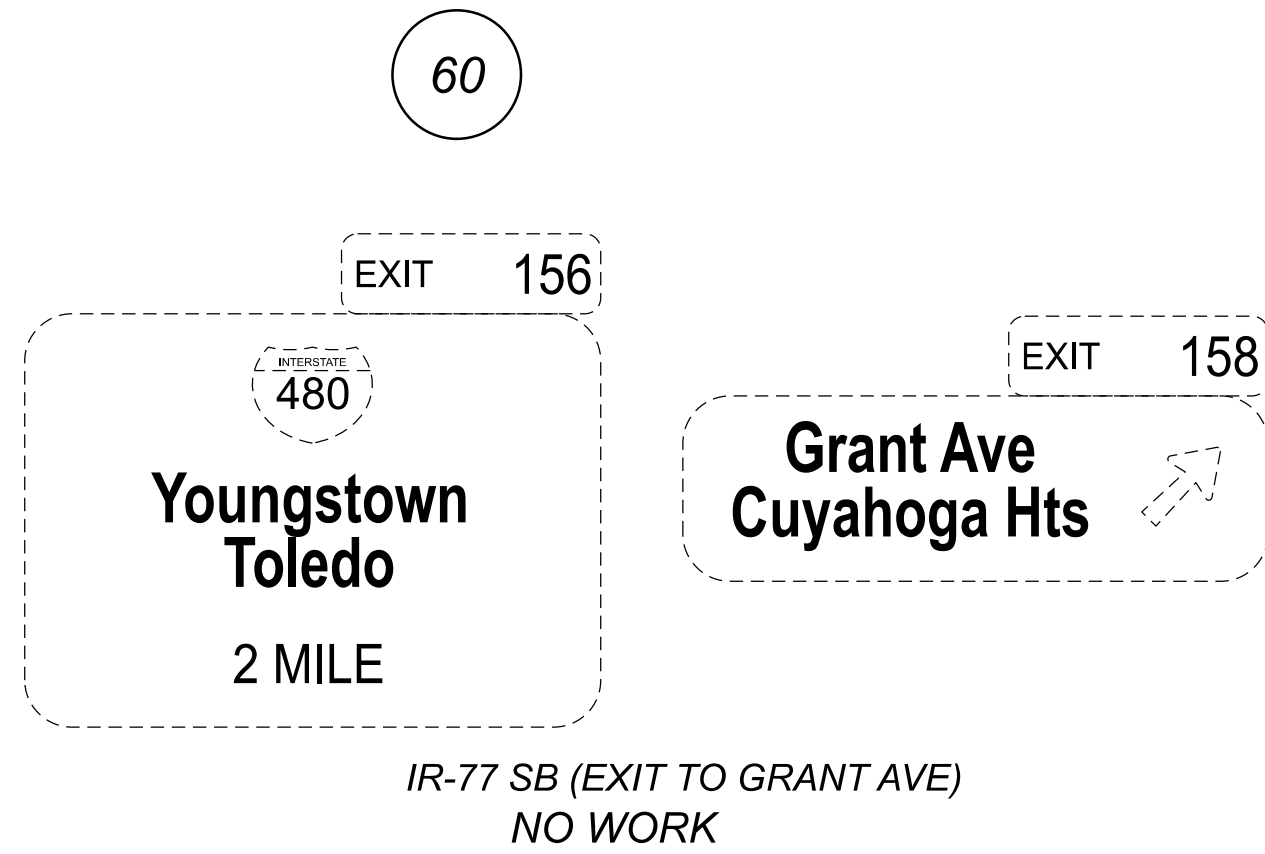 60
EXIT 156
INTERSTATE
480
Youngstown
Toledo
2 MILE
EXIT 158
Grant Ave
Cuyahoga Hts
IR-77 SB (EXIT TO GRANT AVE)
NO WORK